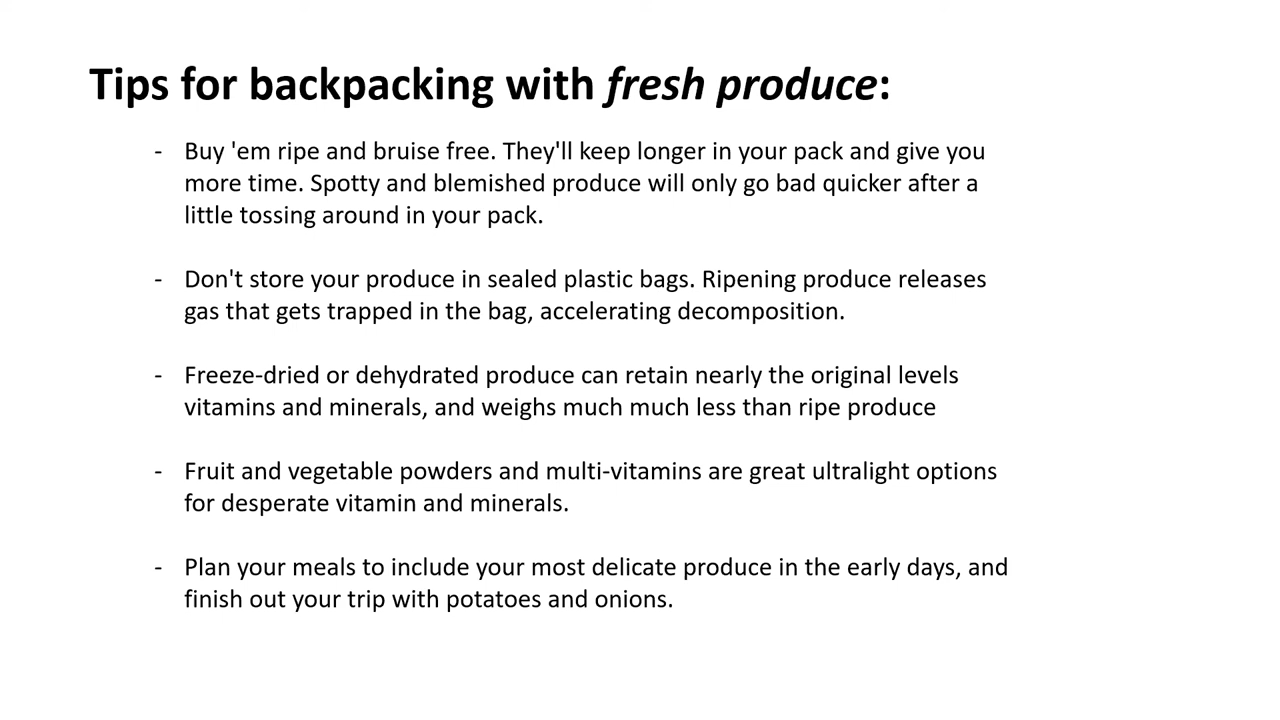 Tips for backpacking with fresh produce:
- Buy 'em ripe and bruise free. They'll keep longer in your pack and give you
more time. Spotty and blemished produce will only go bad quicker after a
little tossing around in your pack.
- Don't store your produce in sealed plastic bags. Ripening produce releases
gas that gets trapped in the bag, accelerating decomposition.
- Freeze-dried or dehydrated produce can retain nearly the original levels
vitamins and minerals, and weighs much much less than ripe produce
- Fruit and vegetable powders and multi-vitamins are great ultralight options
for desperate vitamin and minerals.
- Plan your meals to include your most delicate produce in the early days, and
finish out your trip with potatoes and onions.